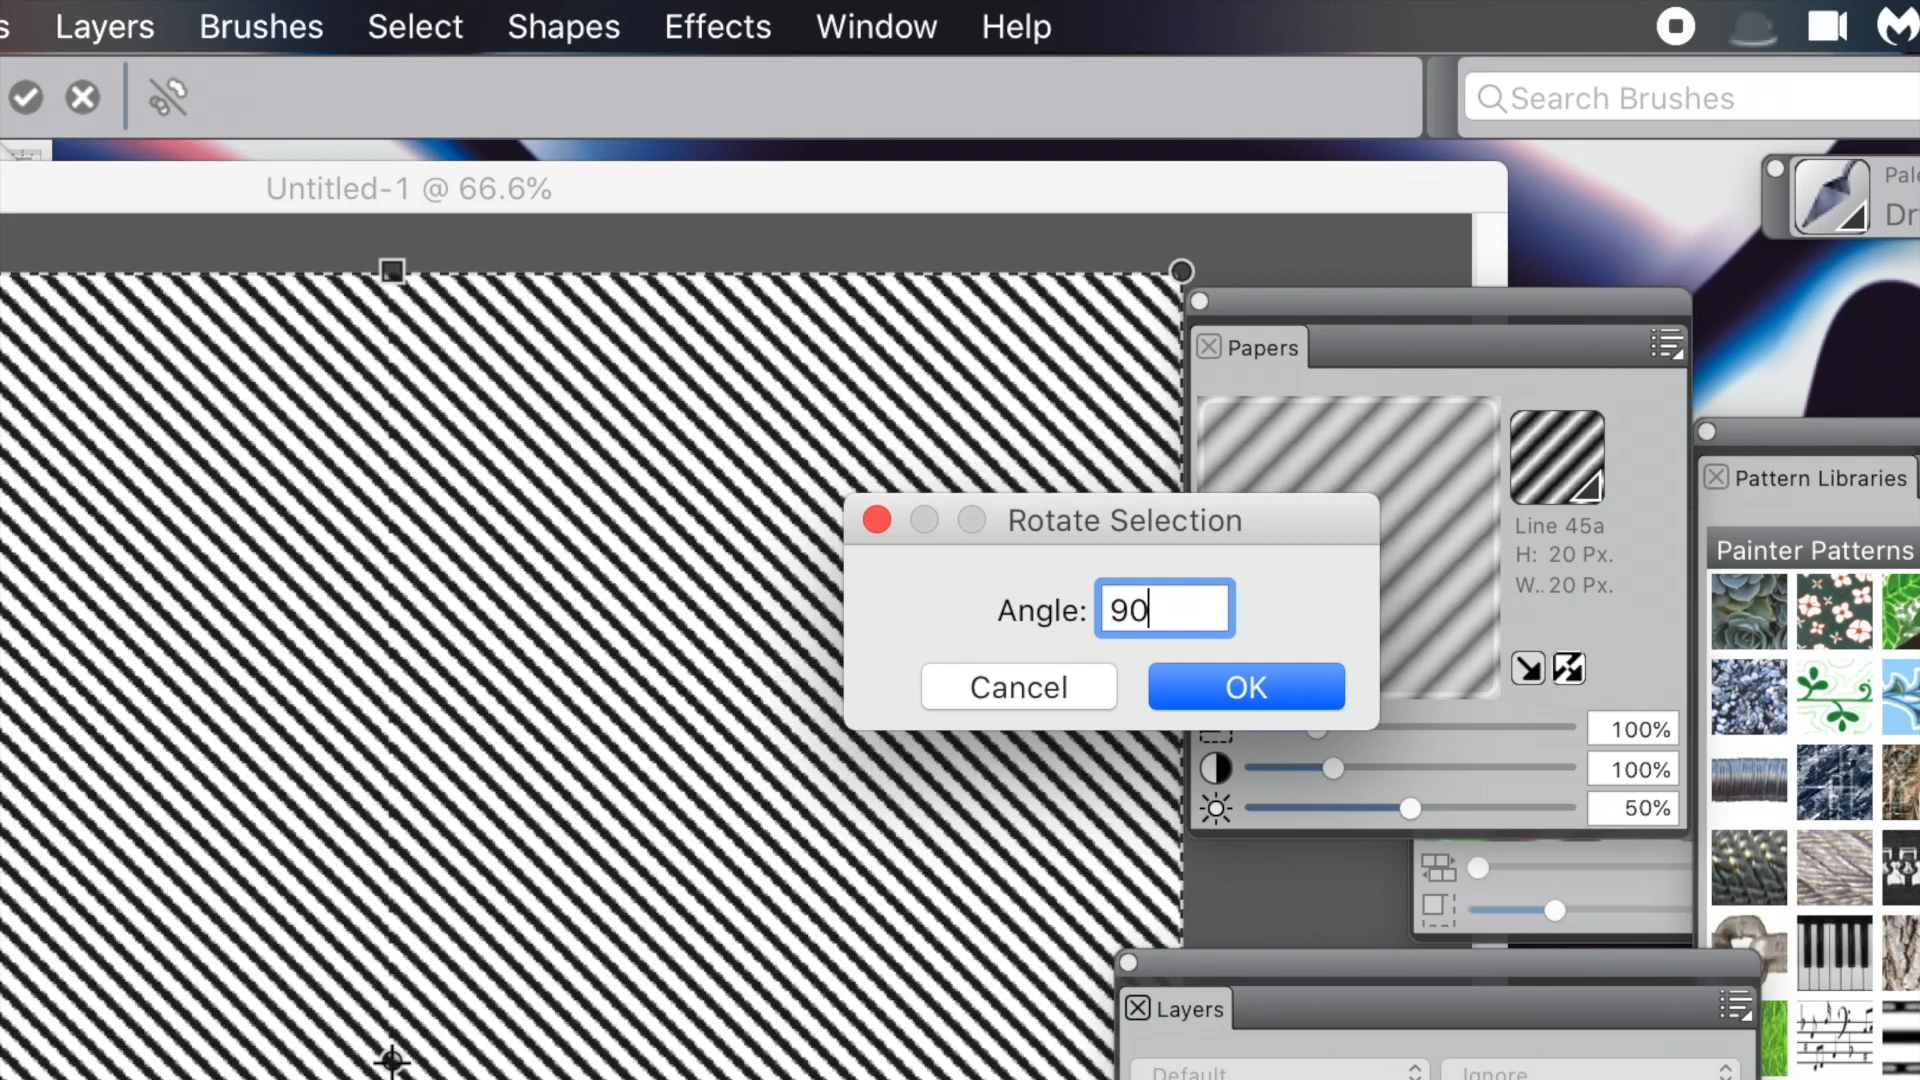 s Layers Brushes Select Shapes Effects Window Help
Search Brushes
Untitled-1 @ 66.6%
Papers
Line 45a
H: 20 Px.
W.. 20 Px.
Pattern Libraries
Painter Patterns
Rotate Selection
Angle: 90
Cancel OK
100%
100%
50%
Layers
Default Ignore